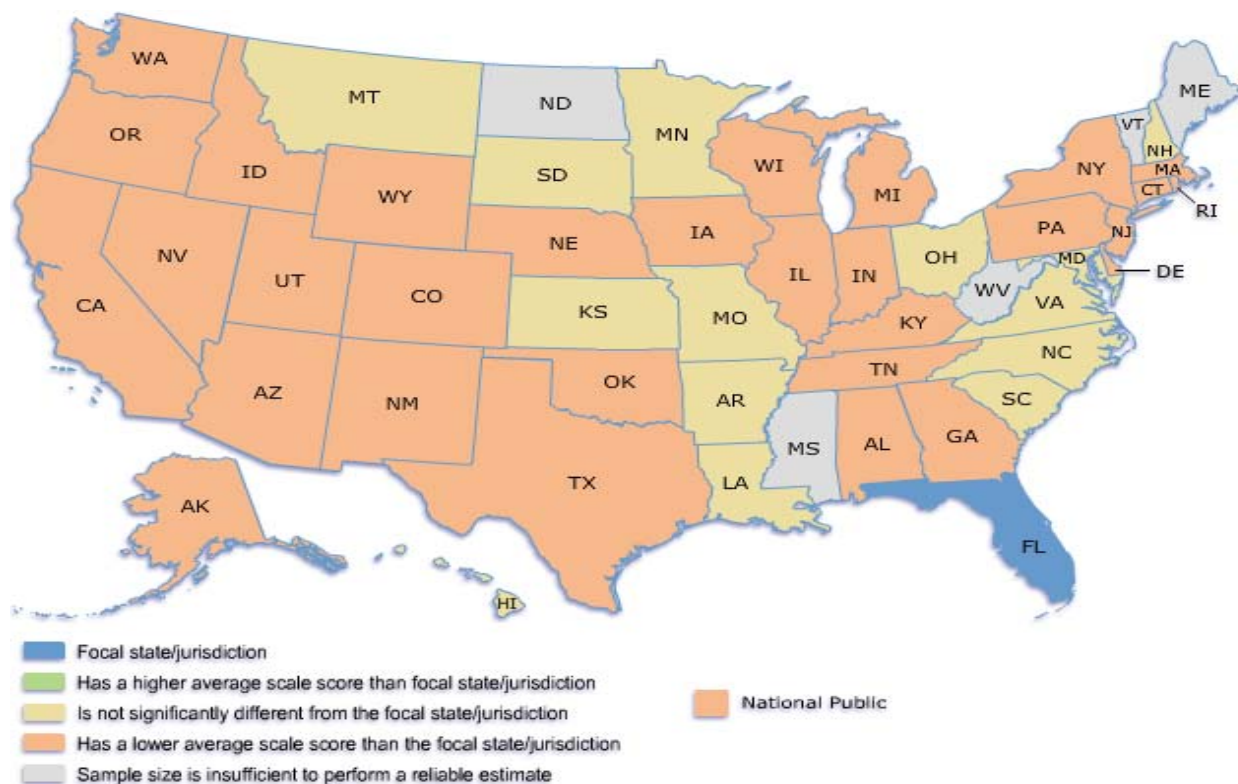 WA
MT
ND
MN
ME
VT
NH
OR
ID
SD
WI
NY
MA
MI
CT
RI
WY
NE
IA
PA
NJ
NV
UT
CO
IL
IN
OH
MD
DE
WV
VA
CA
KS
MO
KY
NC
TN
AZ
NM
OK
AR
SC
MS
AL
GA
TX
LA
AK
FL
HI
Focal state/jurisdiction
Has a higher average scale score than focal state/jurisdiction
Is not significantly different from the focal state/jurisdiction
Has a lower average scale score than the focal state/jurisdiction
Sample size is insufficient to perform a reliable estimate
National Public